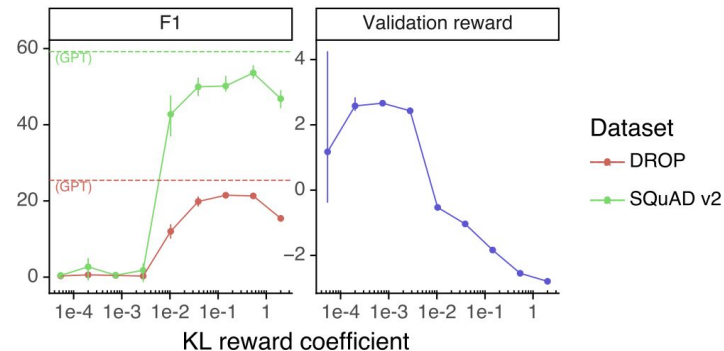 F1
Validation reward
60
40
20
0
(GPT)
(GPT)
4
2
0
−2
1e-4 1e-3 1e-2 1e-1 1
1e-4 1e-3 1e-2 1e-1 1
KL reward coefficient
Dataset
DROP
SQuAD v2